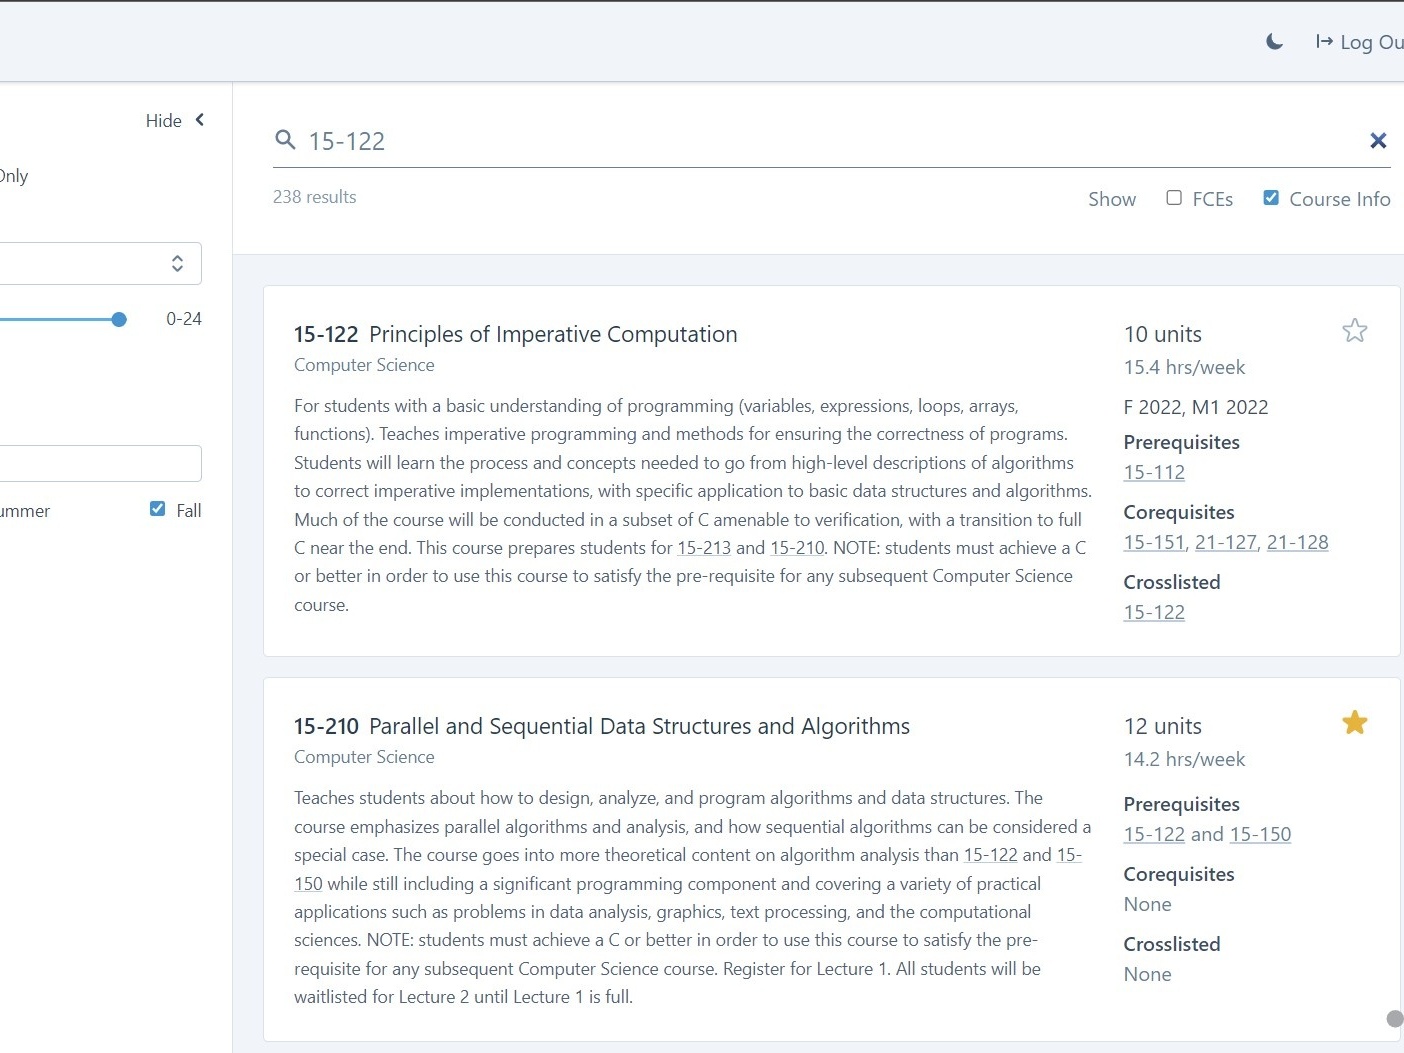 Log Ou
Hide
Only
15-122
238 results
Show FCEs Course Info
0-24
ummer Fall
15-122 Principles of Imperative Computation
Computer Science
For students with a basic understanding of programming (variables, expressions, loops, arrays,
functions). Teaches imperative programming and methods for ensuring the correctness of programs.
Students will learn the process and concepts needed to go from high-level descriptions of algorithms
to correct imperative implementations, with specific application to basic data structures and algorithms.
Much of the course will be conducted in a subset of C amenable to verification, with a transition to full
C near the end. This course prepares students for 15-213 and 15-210. NOTE: students must achieve a C
or better in order to use this course to satisfy the pre-requisite for any subsequent Computer Science
course.
10 units
15.4 hrs/week
F 2022, M1 2022
Prerequisites
15-112
Corequisites
15-151, 21-127, 21-128
Crosslisted
15-122
15-210 Parallel and Sequential Data Structures and Algorithms
Computer Science
Teaches students about how to design, analyze, and program algorithms and data structures. The
course emphasizes parallel algorithms and analysis, and how sequential algorithms can be considered a
special case. The course goes into more theoretical content on algorithm analysis than 15-122 and 15-
150 while still including a significant programming component and covering a variety of practical
applications such as problems in data analysis, graphics, text processing, and the computational
sciences. NOTE: students must achieve a C or better in order to use this course to satisfy the pre-
requisite for any subsequent Computer Science course. Register for Lecture 1. All students will be
waitlisted for Lecture 2 until Lecture 1 is full.
12 units
14.2 hrs/week
Prerequisites
15-122 and 15-150
Corequisites
None
Crosslisted
None